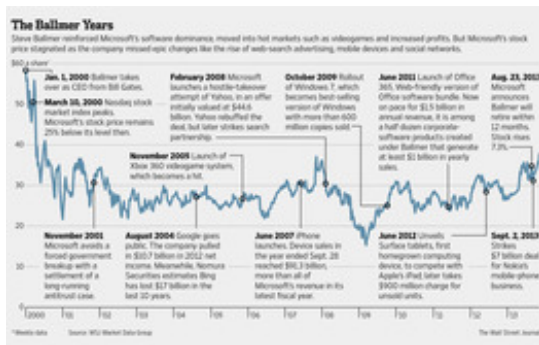 The Ballmer Years
Steve Ballmer reinforced Microsoft's software dominance, moved into hot markets such as videogames and increased profits. But Microsoft's stock
price stagnated as the company missed epic changes like the rise of web-search advertising, mobile devices and social networks.
$60 a share*
Jan. 1, 2000 Ballmer takes
over as CEO from Bill Gates.
March 10, 2000 Nasdaq stock
market index peaks.
Microsoft's stock price remains
25% below its level then.
February 2008 Microsoft
launches a hostile-takeover
attempt of Yahoo, in an offer
initially valued at $44.6
billion. Yahoo rebuffed the
deal, but later strikes search
partnership.
October 2009 Rollout
of Windows 7, which
becomes best-selling
version of Windows
with more than 600
million copies sold.
June 2011 Launch of Office
365, Web-friendly version of
Office software bundle. Now
on pace for $1.5 billion in
annual revenue, it is among
a half dozen corporate-
software products created
under Ballmer that generate
at least $1 billion in yearly
sales.
Aug. 23, 2013
Microsoft
announces
Ballmer will
retire within
12 months.
Stock rises
7.3%.
50
40
November 2005 Launch of
Xbox 360 videogame system,
which becomes a hit.
30
20
November 2001
Microsoft avoids a
forced government
breakup with a
settlement of a
long-running
antitrust case.
August 2004 Google goes
public. The company pulled
in $10.7 billion in 2012 net
income. Meanwhile, Nomura
Securities estimates Bing
has lost $17 billion in the
last 10 years.
June 2007 iPhone
launches. Device sales in
the year ended Sept. 28
reached $91.3 billion,
more than all of
Microsoft's revenue in its
latest fiscal year.
June 2012 Unveils
Surface tablets, first
homegrown computing
device, to compete with
Apple's iPad; later takes
$900 million charge for
unsold units.
Sept. 2, 2013
Strikes
$7 billion deal
for Nokia's
mobile-phone
business.
10
0
2000 '01 '02 '03 '04 '05 '06 '07 '08 '09 '10 '11 '12 '13
*Weekly data Source: WSJ Market Data Group The Wall Street Journal